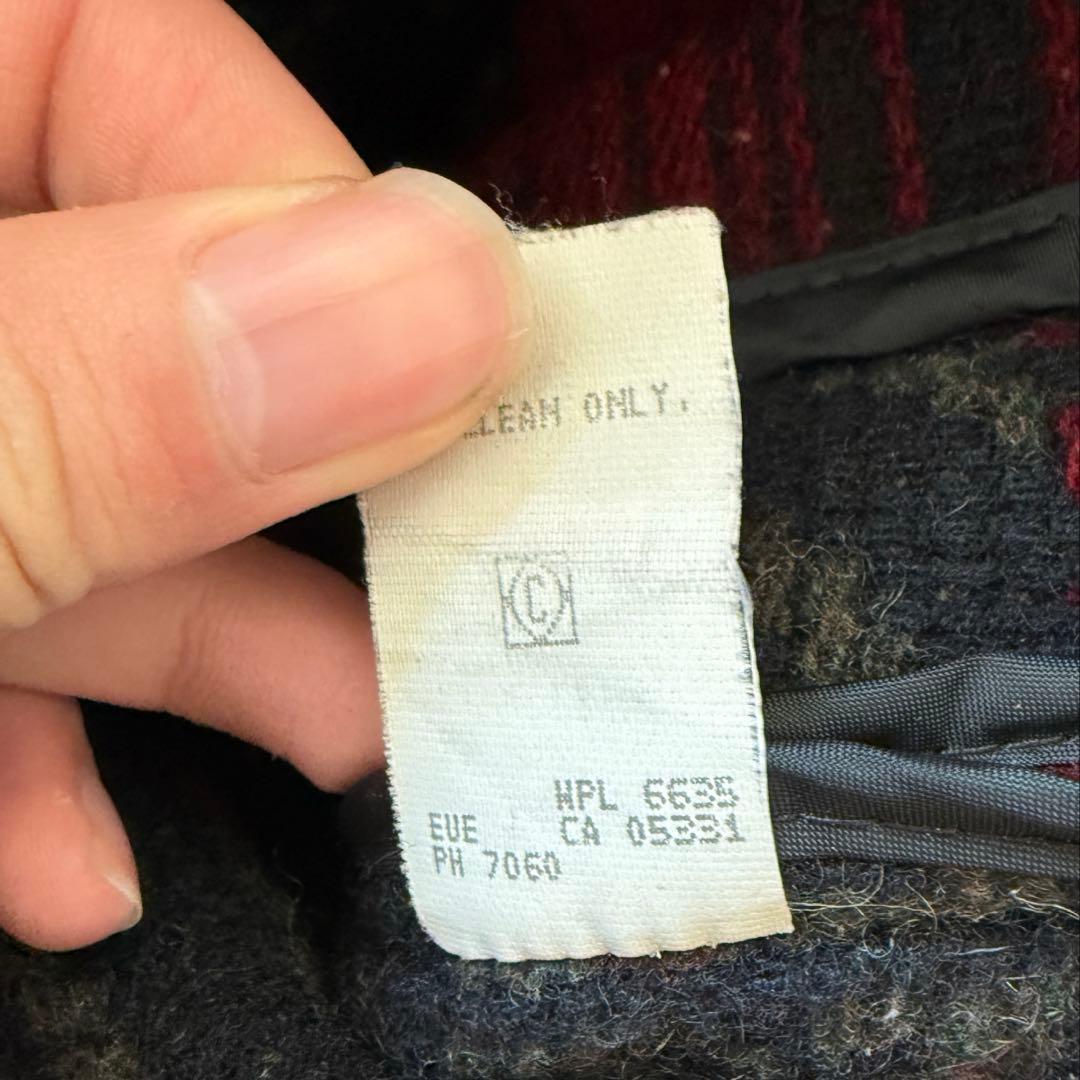 CLEAN ONLY.
C
WPL 6635
EUE CA 05331
PH 7060